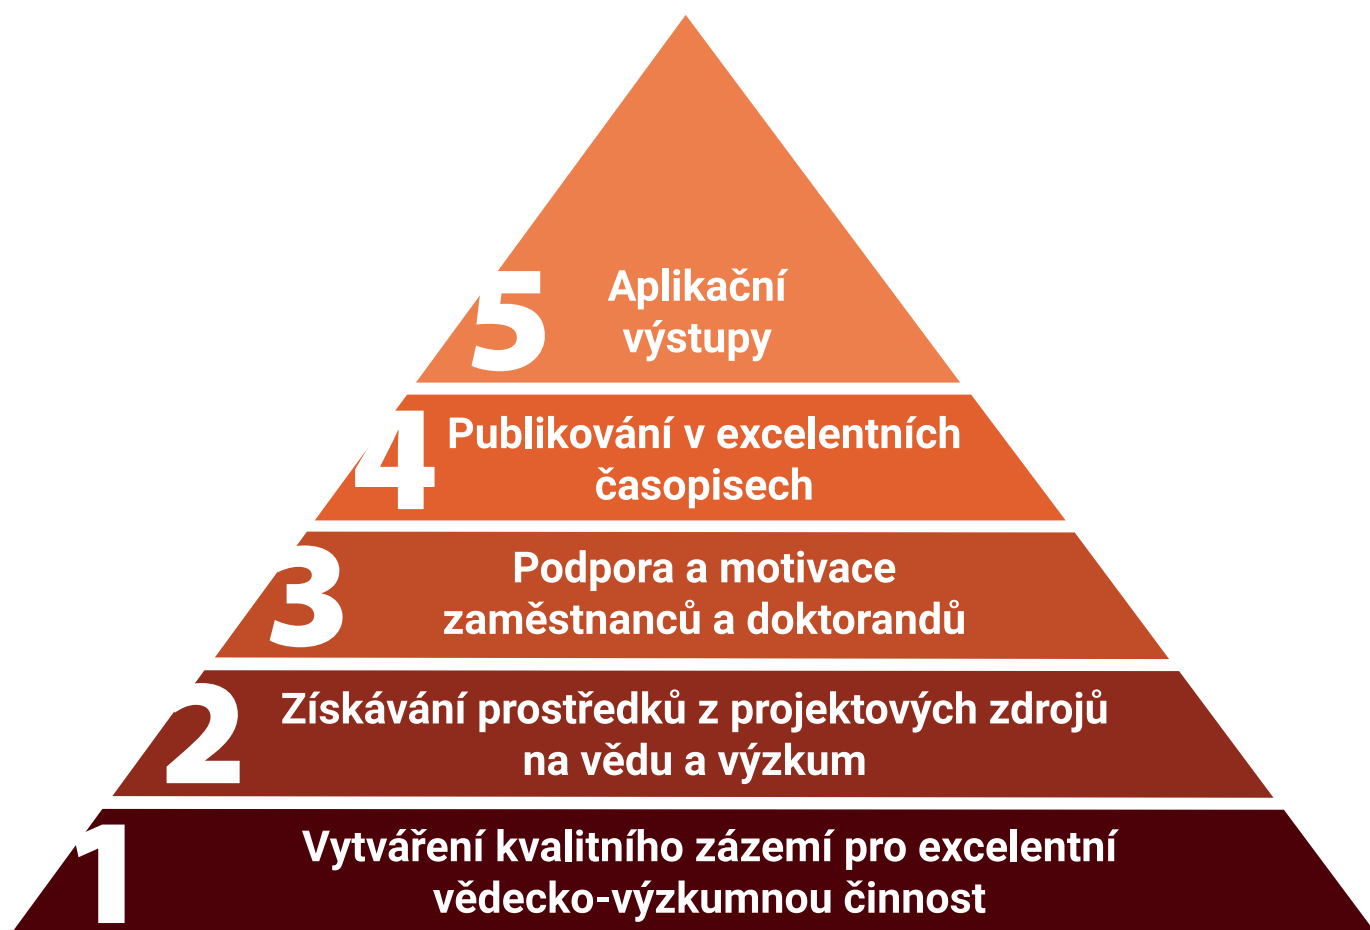 5
Aplikační
výstupy
4
Publikování v excelentních
časopisech
3
Podpora a motivace
zaměstnanců a doktorandů
2
Získávání prostředků z projektových zdrojů
na vědu a výzkum
1
Vytváření kvalitního zázemí pro excelentní
vědecko-výzkumnou činnost